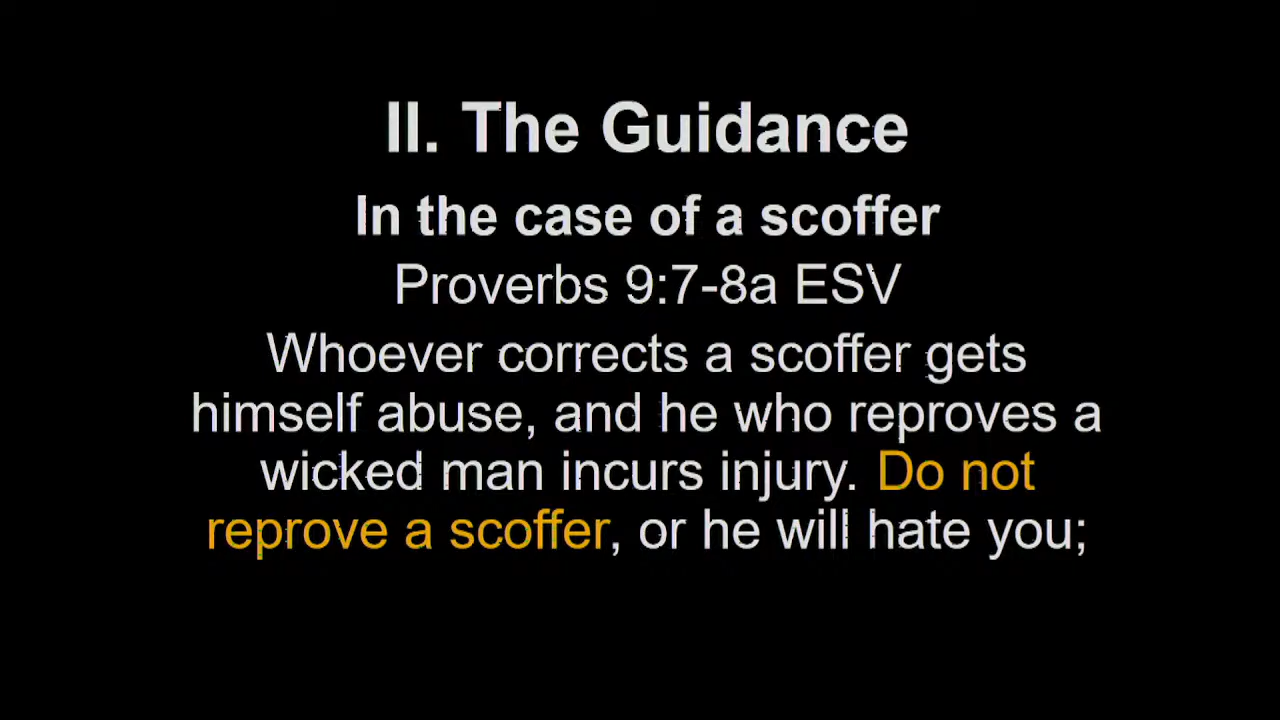 II. The Guidance
In the case of a scoffer
Proverbs 9:7-8a ESV
Whoever corrects a scoffer gets
himself abuse, and he who reproves a
wicked man incurs injury. Do not
reprove a scoffer, or he will hate you;